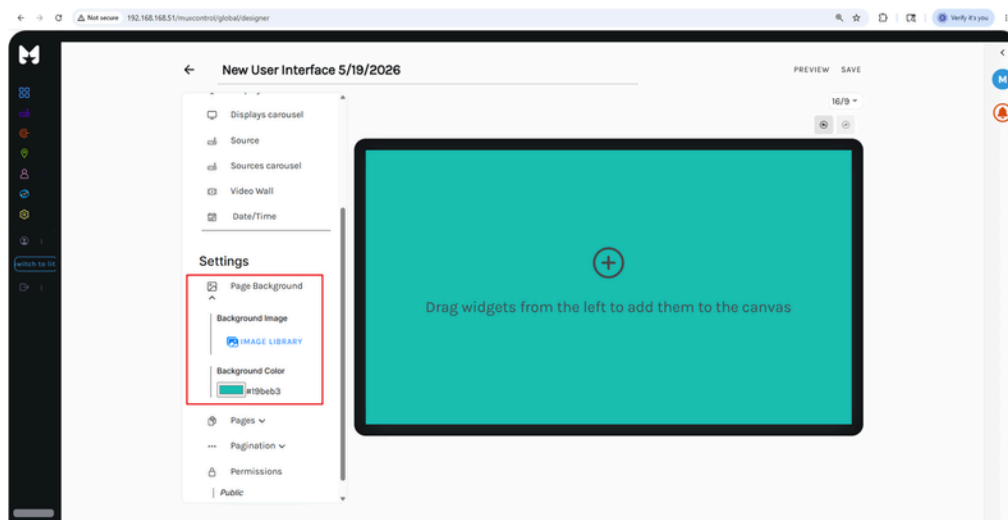 Not secure
192.168.168.51/muxcontrol/global/designer
Verify it's you
M
New User Interface 5/19/2026
PREVIEW
SAVE
16/9
Displays carousel
Source
Sources carousel
Video Wall
Date/Time
Settings
Page Background
Background Image
IMAGE LIBRARY
Background Color
#19beb3
Pages
Pagination
Permissions
Public
Drag widgets from the left to add them to the canvas
witch to lit